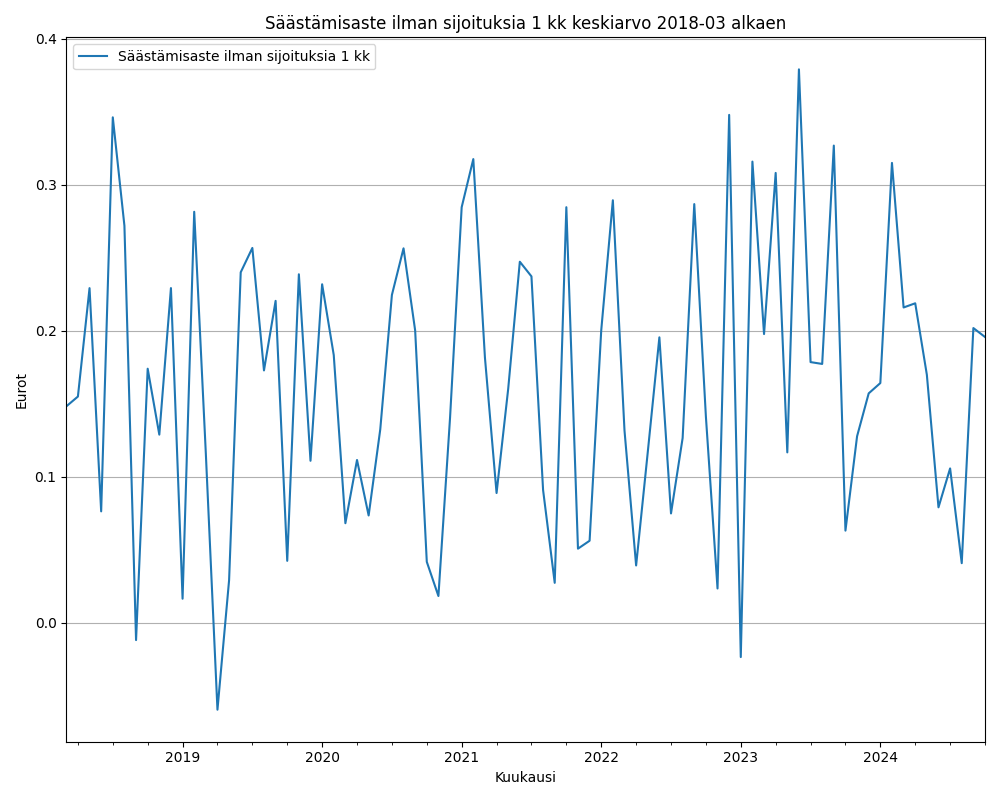 Säästämisaste ilman sijoituksia 1 kk keskiarvo 2018-03 alkaen
Säästämisaste ilman sijoituksia 1 kk
0.4
0.3
0.2
0.1
0.0
Eurot
2019 2020 2021 2022 2023 2024
Kuukausi